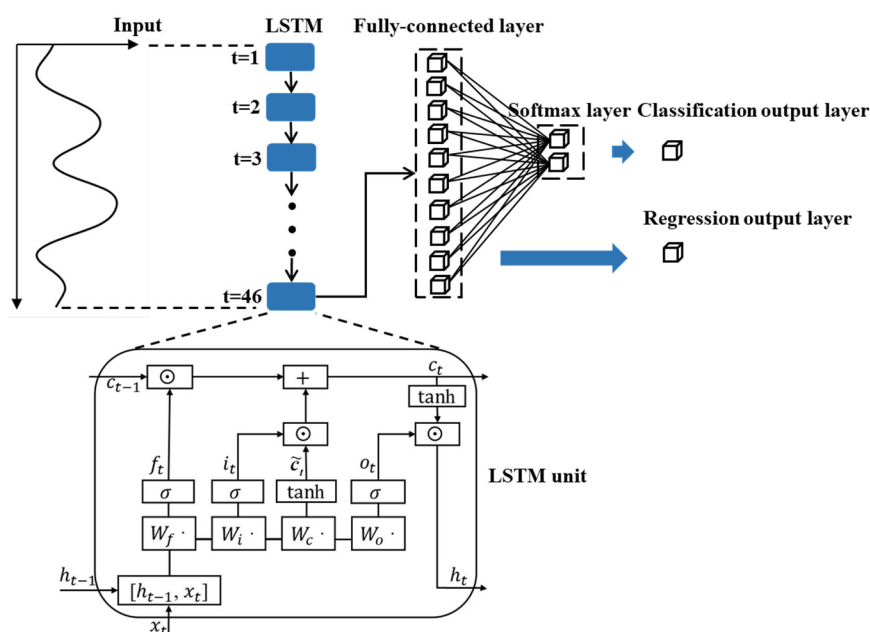 Input
LSTM
Fully-connected layer
t=1
t=2
t=3
t=46
Softmax layer
Classification output layer
Regression output layer
c_{t-1}
⊙
+
c_t
tanh
⊙
⊙
f_t
i_t
c̃_t
o_t
σ
σ
tanh
σ
W_f ·
W_i ·
W_c ·
W_o ·
LSTM unit
h_{t-1}
[h_{t-1}, x_t]
h_t
x_t